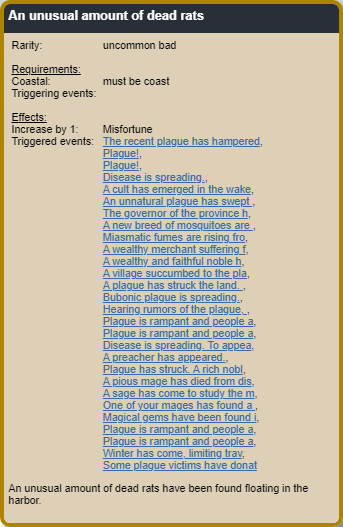 An unusual amount of dead rats
Rarity: uncommon bad
Requirements:
Coastal: must be coast
Triggering events:
Effects:
Increase by 1: Misfortune
Triggered events: The recent plague has hampered,
Plague!,
Plague!,
Disease is spreading.,
A cult has emerged in the wake,
An unnatural plague has swept ,
The governor of the province h,
A new breed of mosquitoes are ,
Miasmatic fumes are rising fro,
A wealthy merchant suffering f,
A wealthy and faithful noble h,
A village succumbed to the pla,
A plague has struck the land. ,
Bubonic plague is spreading.,
Hearing rumors of the plague, ,
Plague is rampant and people a,
Plague is rampant and people a,
Disease is spreading. To appea,
A preacher has appeared.,
Plague has struck. A rich nobl,
A pious mage has died from dis,
A sage has come to study the m,
One of your mages has found a ,
Magical gems have been found i,
Plague is rampant and people a,
Plague is rampant and people a,
Winter has come, limiting trav,
Some plague victims have donat
An unusual amount of dead rats have been found floating in the
harbor.